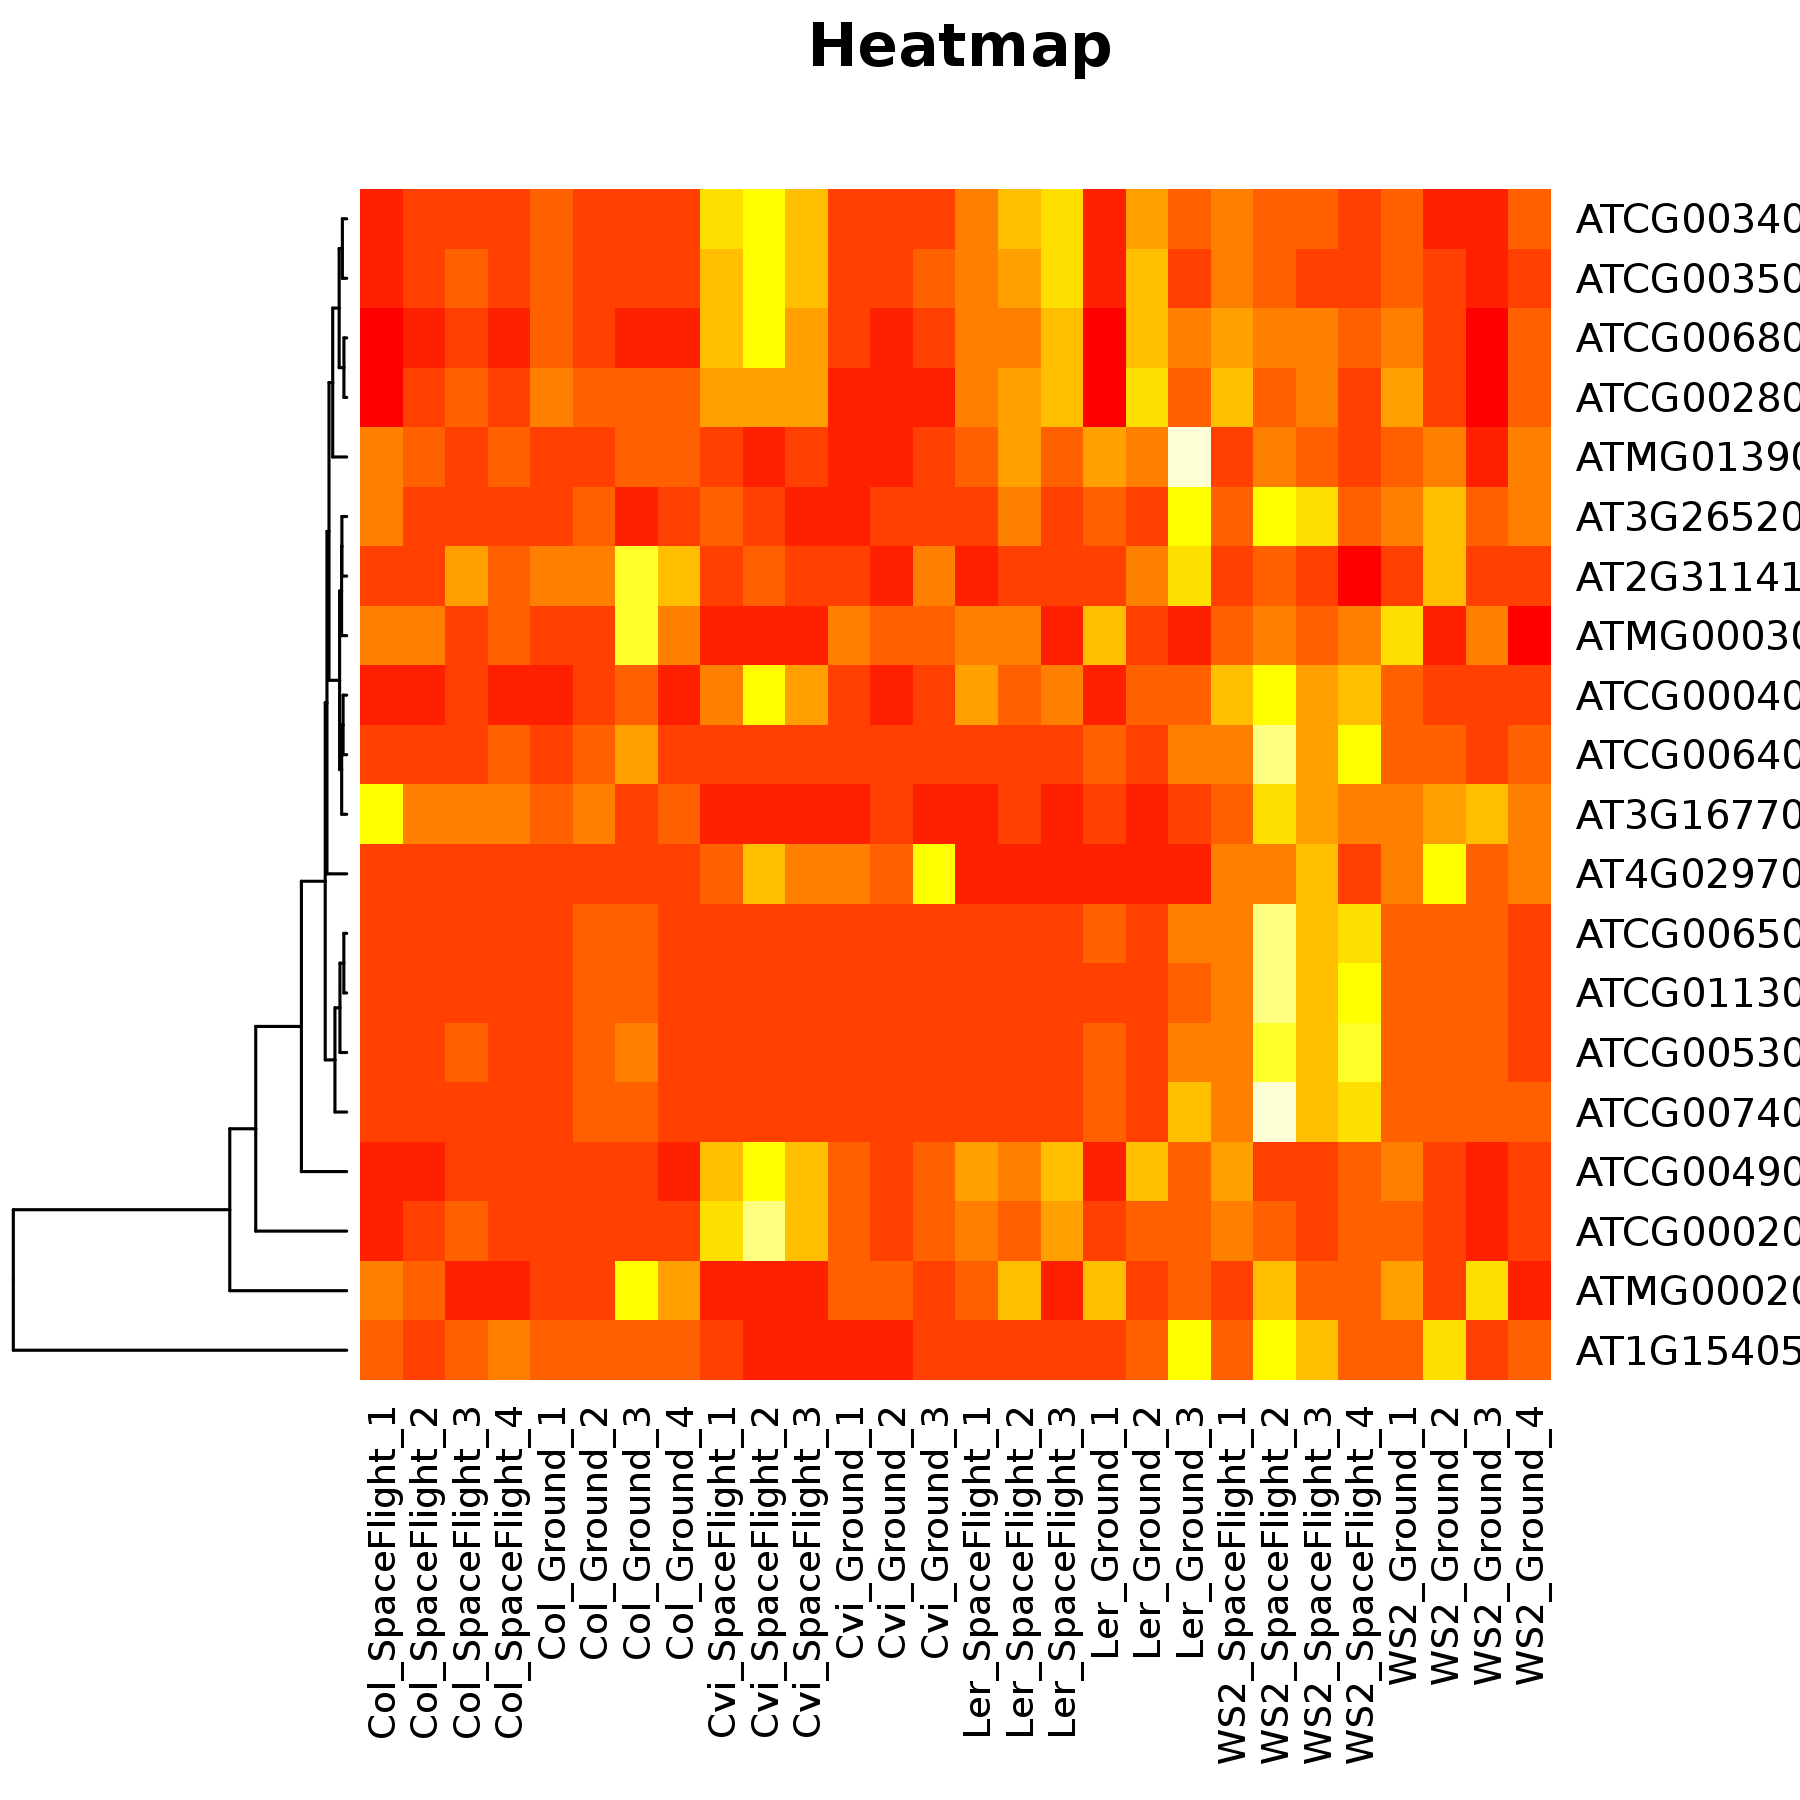 Heatmap
ATCG00340
ATCG00350
ATCG00680
ATCG00280
ATMG01390
AT3G26520
AT2G31141
ATMG00030
ATCG00040
ATCG00640
AT3G16770
AT4G02970
ATCG00650
ATCG01130
ATCG00530
ATCG00740
ATCG00490
ATCG00020
ATMG00020
AT1G15405
Col_SpaceFlight_1
Col_SpaceFlight_2
Col_SpaceFlight_3
Col_SpaceFlight_4
Col_Ground_1
Col_Ground_2
Col_Ground_3
Col_Ground_4
Cvi_SpaceFlight_1
Cvi_SpaceFlight_2
Cvi_SpaceFlight_3
Cvi_Ground_1
Cvi_Ground_2
Cvi_Ground_3
Ler_SpaceFlight_1
Ler_SpaceFlight_2
Ler_SpaceFlight_3
Ler_Ground_1
Ler_Ground_2
Ler_Ground_3
WS2_SpaceFlight_1
WS2_SpaceFlight_2
WS2_SpaceFlight_3
WS2_SpaceFlight_4
WS2_Ground_1
WS2_Ground_2
WS2_Ground_3
WS2_Ground_4